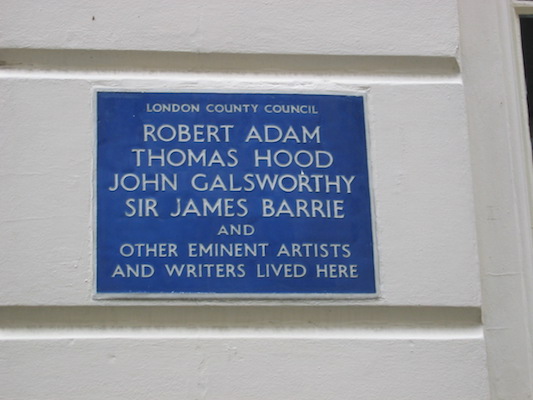 LONDON COUNTY COUNCIL
ROBERT ADAM
THOMAS HOOD
JOHN GALSWORTHY
SIR JAMES BARRIE
AND
OTHER EMINENT ARTISTS
AND WRITERS LIVED HERE